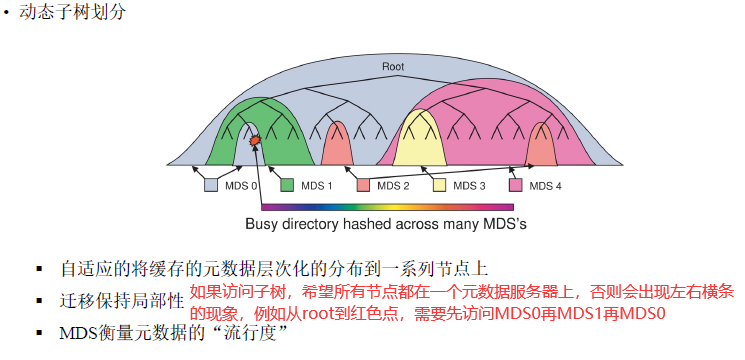 • 动态子树划分
Root
MDS 0 MDS 1 MDS 2 MDS 3 MDS 4
Busy directory hashed across many MDS's
▪ 自适应的将缓存的元数据层次化的分布到一系列节点上
▪ 迁移保持局部性 如果访问子树，希望所有节点都在一个元数据服务器上，否则会出现左右横条
的现象，例如从root到红色点，需要先访问MDS0再MDS1再MDS0
▪ MDS衡量元数据的“流行度”